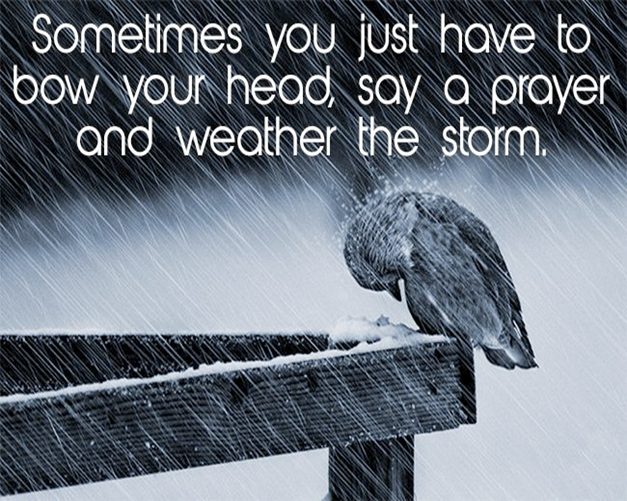 Sometimes you just have to
bow your head, say a prayer
and weather the storm.